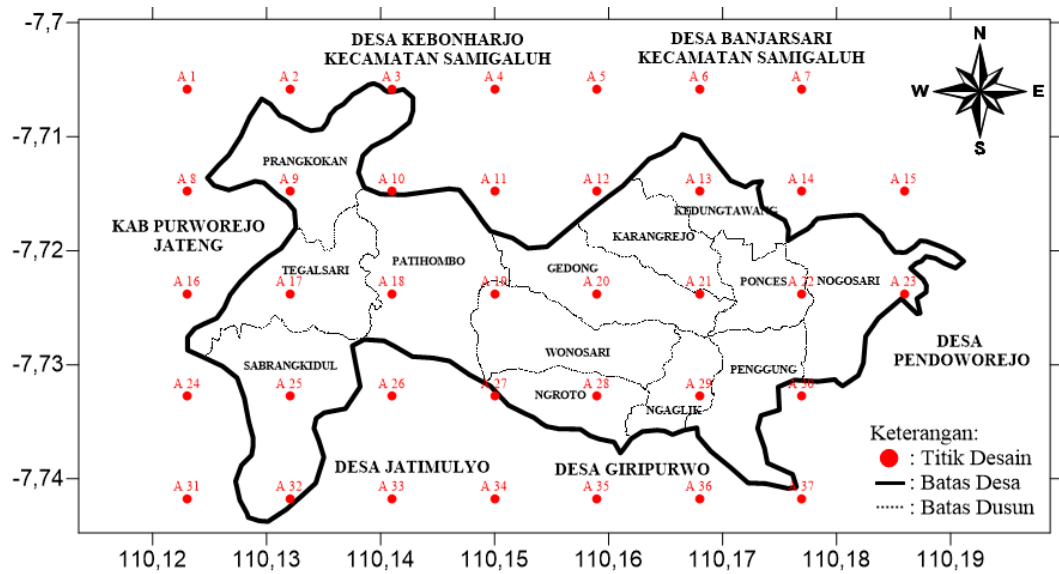 -7,7
DESA KEBONHARJO
KECAMATAN SAMIGALUH
DESA BANJARSARI
KECAMATAN SAMIGALUH
N
W
E
S
A 1
A 2
A 3
A 4
A 5
A 6
A 7
-7,71
PRANGKOKAN
A 8
A 9
A 10
A 11
A 12
A 13
A 14
A 15
KEDUNGTAWANG
KAB PURWOREJO
JATENG
KARANGREJO
-7,72
TEGALSARI
PATIHOMBO
GEDONG
PONCES
NOGOSARI
A 16
A 17
A 18
A 19
A 20
A 21
A 22
A 23
-7,73
SABRANGKIDUL
WONOSARI
PENGGUNG
DESA
PENDOWOREJO
A 24
A 25
A 26
A 27
A 28
A 29
A 30
NGROTO
NGAGLIK
-7,74
DESA JATIMULYO
DESA GIRIPURWO
A 31
A 32
A 33
A 34
A 35
A 36
A 37
Keterangan:
: Titik Desain
: Batas Desa
: Batas Dusun
110,12
110,13
110,14
110,15
110,16
110,17
110,18
110,19